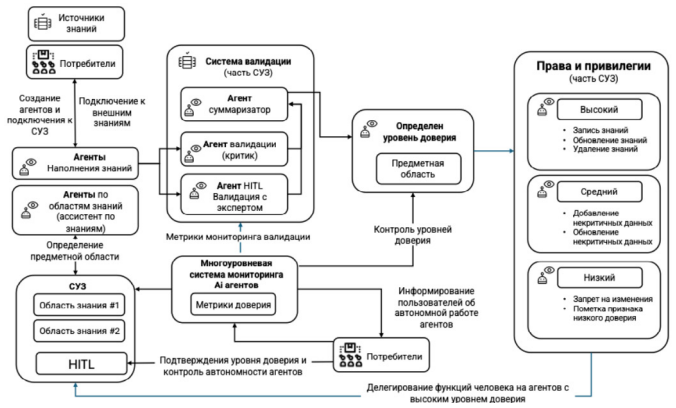 Источники
знаний
Потребители
Создание
агентов и
подключения к
СУЗ
Подключение к
внешним
знаниям
Агенты
Наполнения знаний
Агенты по
областям знаний
(ассистент по
знаниям)
Определение
предметной области
СУЗ
Область знания #1
Область знания #2
HITL
Система валидации
(часть СУЗ)
Агент
суммаризатор
Агент валидации
(критик)
Агент HITL
Валидация с
экспертом
Метрики мониторинга валидации
Многоуровневая
система мониторинга
Ai агентов
Метрики доверия
Определен
уровень доверия
Предметная
область
Контроль уровней
доверия
Информирование
пользователей об
автономной работе
агентов
Потребители
Подтверждения уровня доверия и
контроль автономности агентов
Права и привилегии
(часть СУЗ)
Высокий
• Запись знаний
• Обновление знаний
• Удаление знаний
Средний
• Добавление
некритичных данных
• Обновление
некритичных данных
Низкий
• Запрет на изменения
• Пометка признака
низкого доверия
Делегирование функций человека на агентов с
высоким уровнем доверия